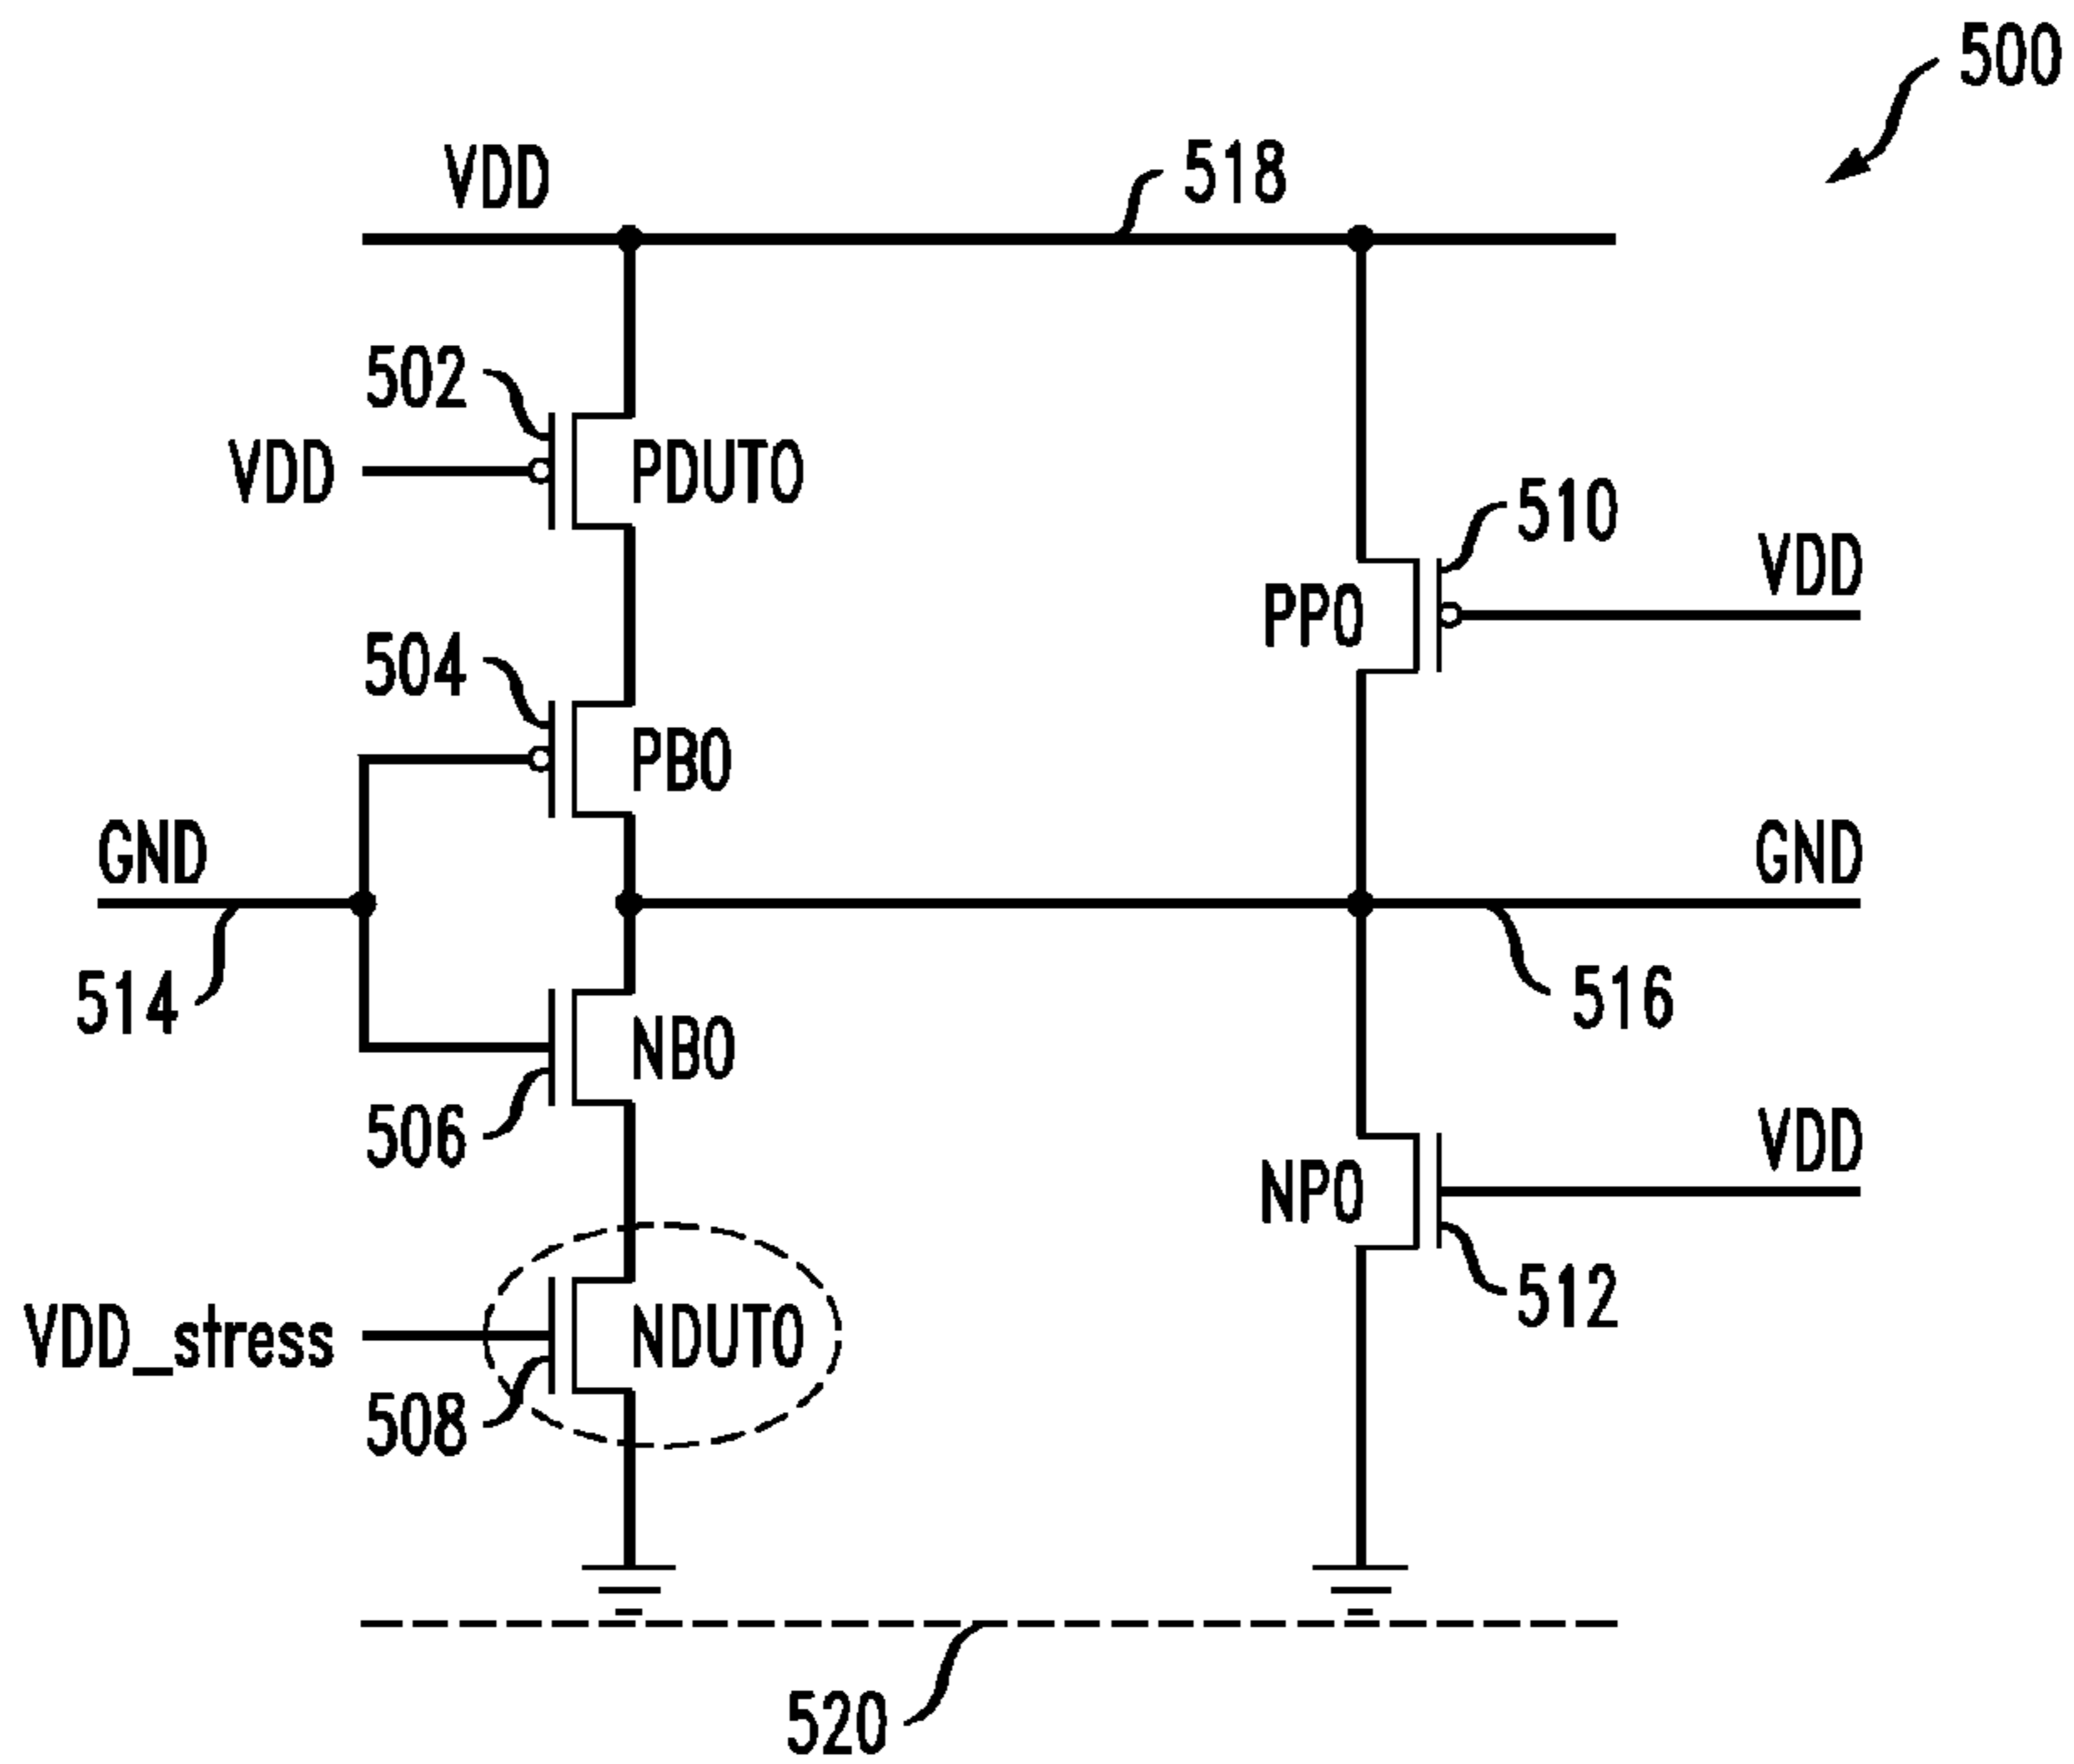 500
VDD
518
502
VDD
PDUT0
510
VDD
PP0
504
PB0
GND
GND
514
516
NB0
506
VDD
NP0
VDD_stress
NDUT0
512
508
520